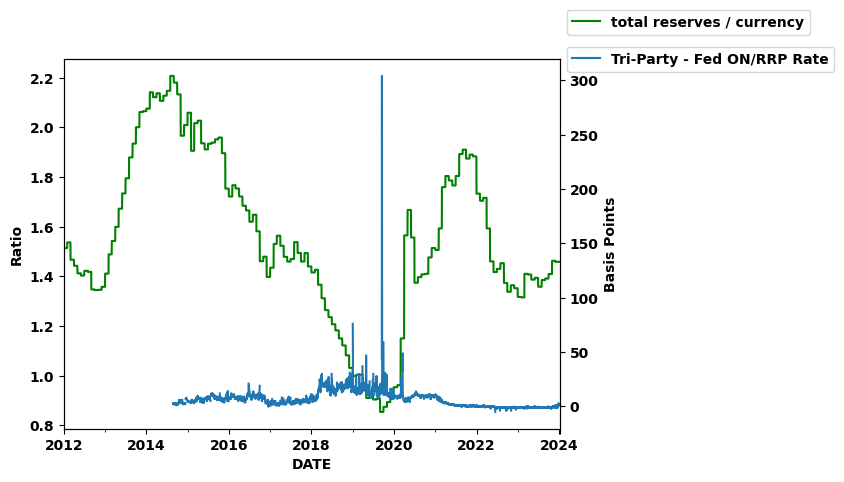 total reserves / currency
Tri-Party - Fed ON/RRP Rate
2.2
2.0
1.8
1.6
1.4
1.2
1.0
0.8
Ratio
300
250
200
150
100
50
0
Basis Points
2012 2014 2016 2018 2020 2022 2024
DATE